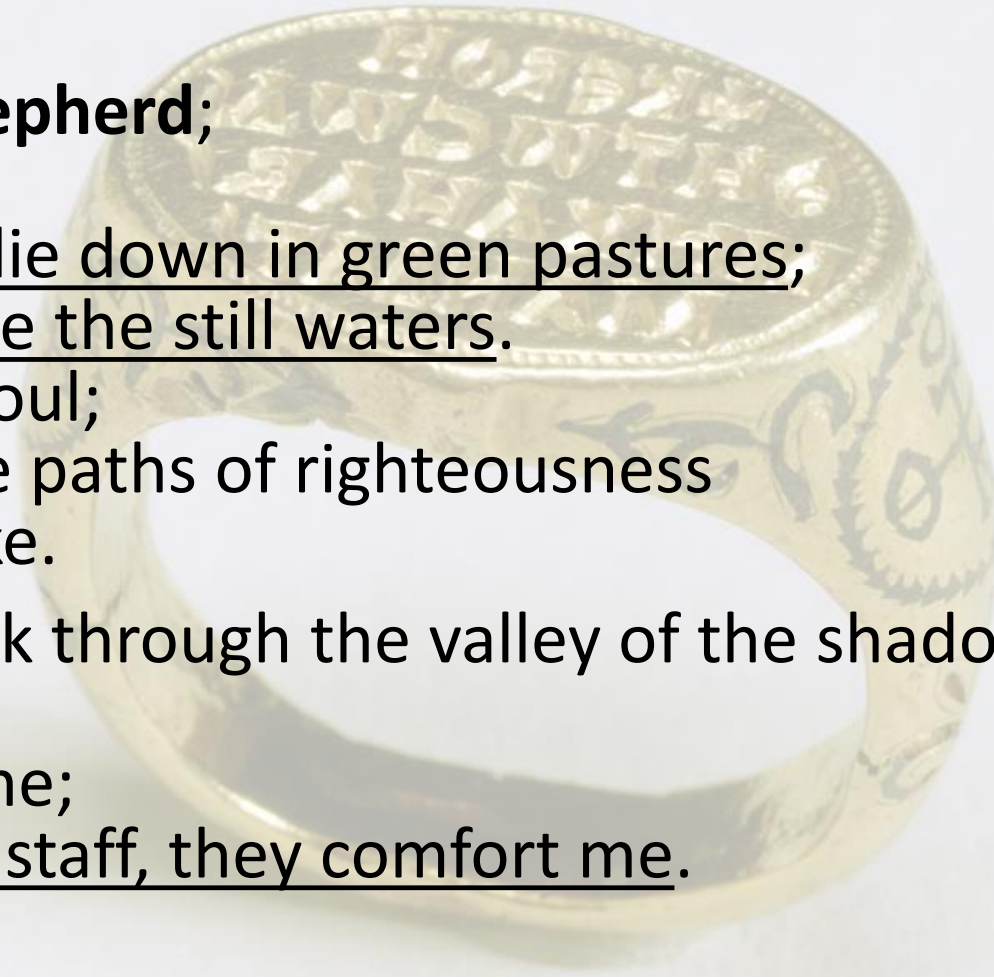 epherd;
lie down in green pastures;
e the still waters.
oul;
e paths of righteousness
ke.
k through the valley of the shado
ne;
staff, they comfort me.